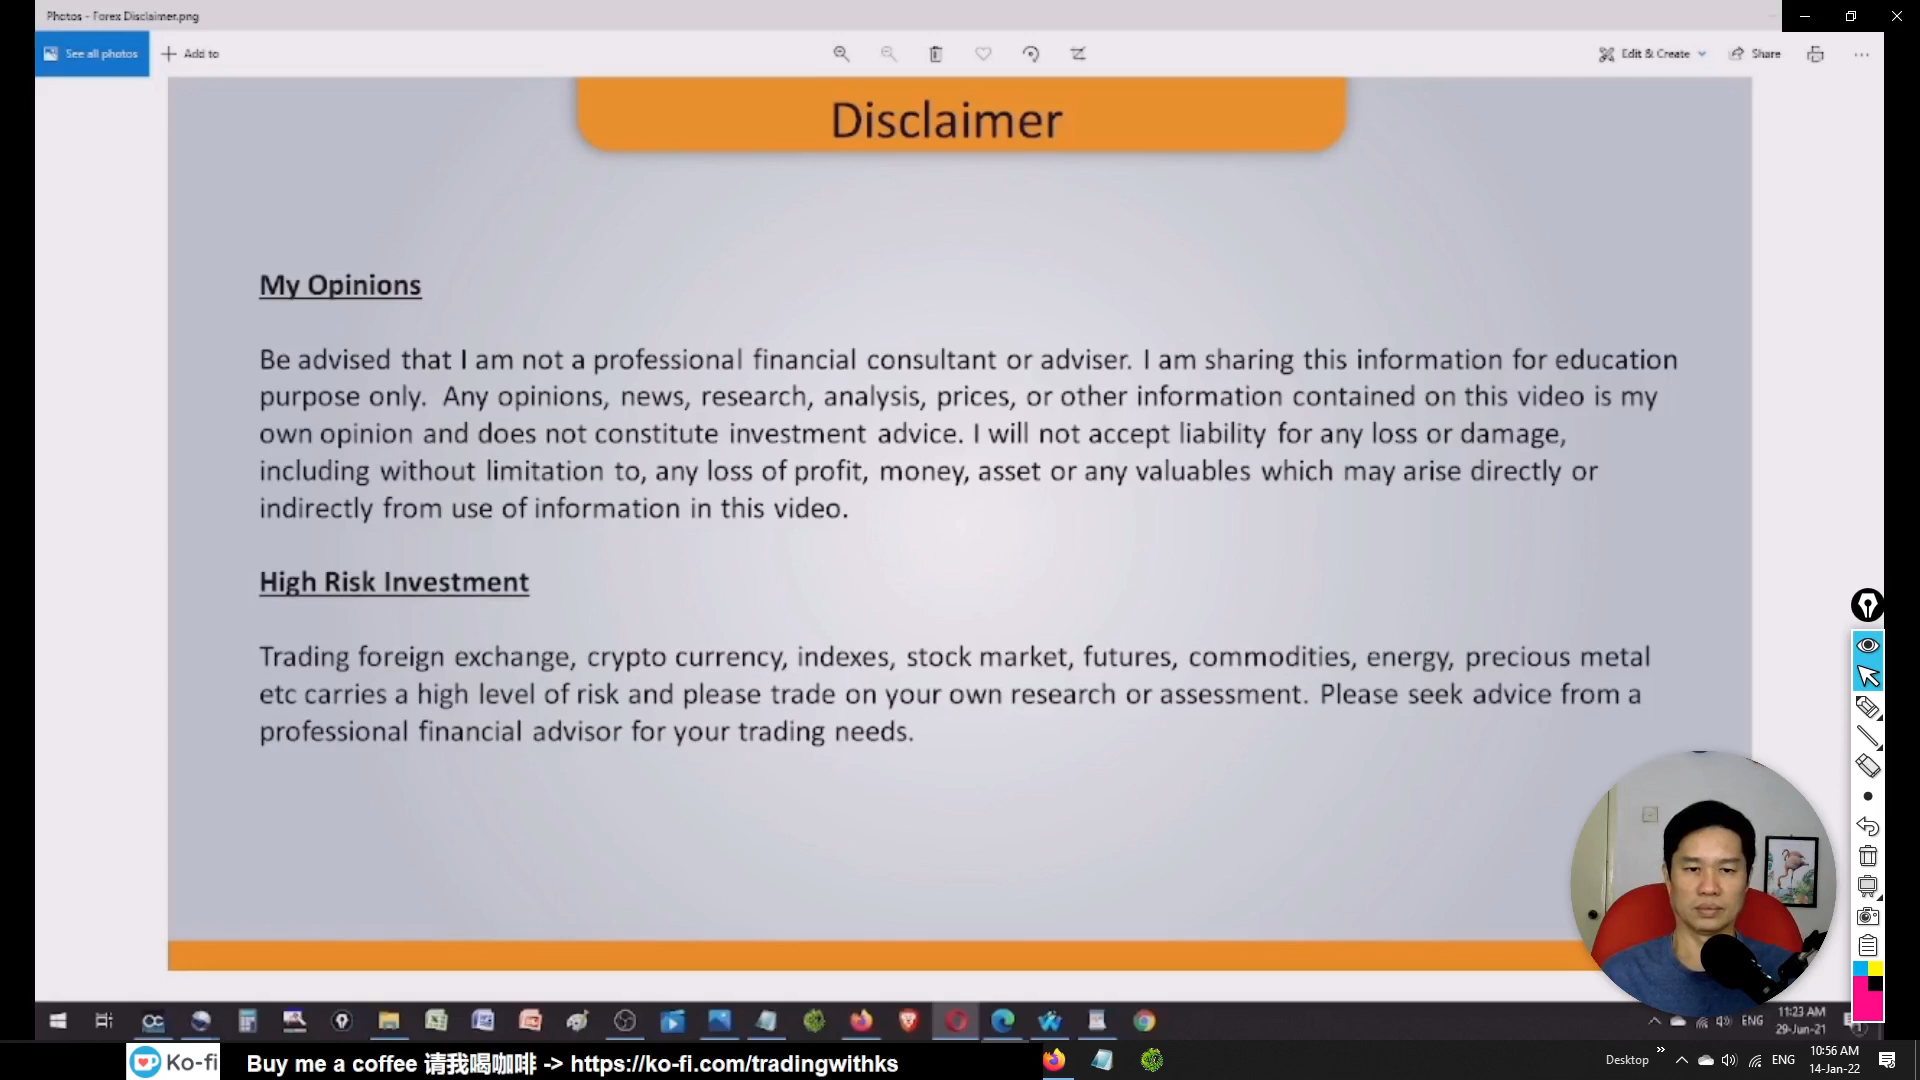 Photos - Forex Disclaimer.png
See all photos
Add to
Edit & Create
Share
Disclaimer
My Opinions
Be advised that I am not a professional financial consultant or adviser. I am sharing this information for education
purpose only.  Any opinions, news, research, analysis, prices, or other information contained on this video is my
own opinion and does not constitute investment advice. I will not accept liability for any loss or damage,
including without limitation to, any loss of profit, money, asset or any valuables which may arise directly or
indirectly from use of information in this video.
High Risk Investment
Trading foreign exchange, crypto currency, indexes, stock market, futures, commodities, energy, precious metal
etc carries a high level of risk and please trade on your own research or assessment. Please seek advice from a
professional financial advisor for your trading needs.
ENG
11:23 AM
29-Jun-21
Ko-fi
Buy me a coffee 请我喝咖啡 -> https://ko-fi.com/tradingwithks
Desktop
ENG
10:56 AM
14-Jan-22